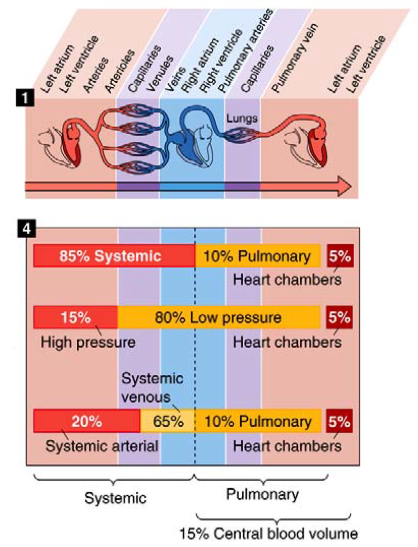 Left atrium
Left ventricle
Arteries
Arterioles
Capillaries
Venules
Veins
Right atrium
Right ventricle
Pulmonary arteries
Capillaries
Pulmonary vein
Left atrium
Left ventricle
1
Lungs
4
85% Systemic 10% Pulmonary 5%
Heart chambers
15% 80% Low pressure 5%
High pressure Heart chambers
Systemic
venous
20% 65% 10% Pulmonary 5%
Systemic arterial Heart chambers
Systemic Pulmonary
15% Central blood volume